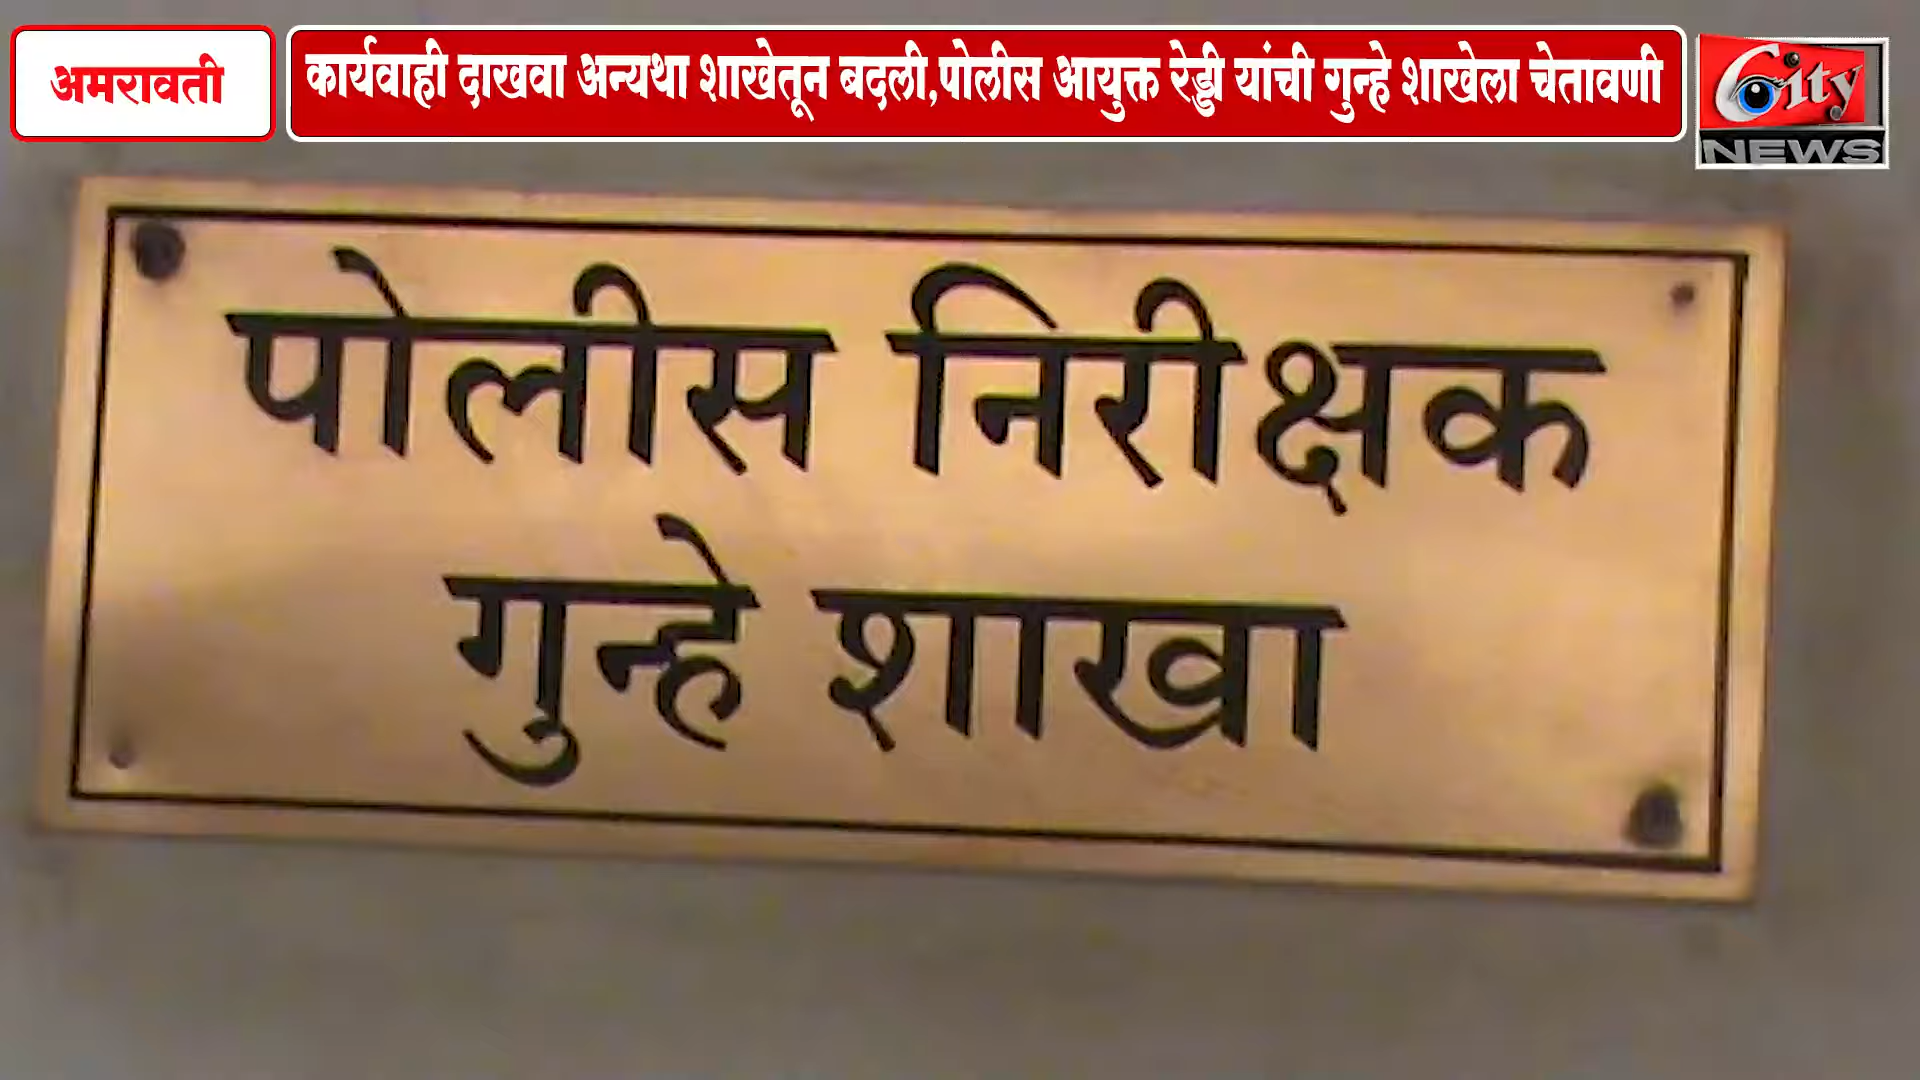 अमरावती
कार्यवाही दाखवा अन्यथा शाखेतून बदली,पोलीस आयुक्त रेड्डी यांची गुन्हे शाखेला चेतावणी
City
NEWS
पोलीस निरीक्षक
गुन्हे शाखा